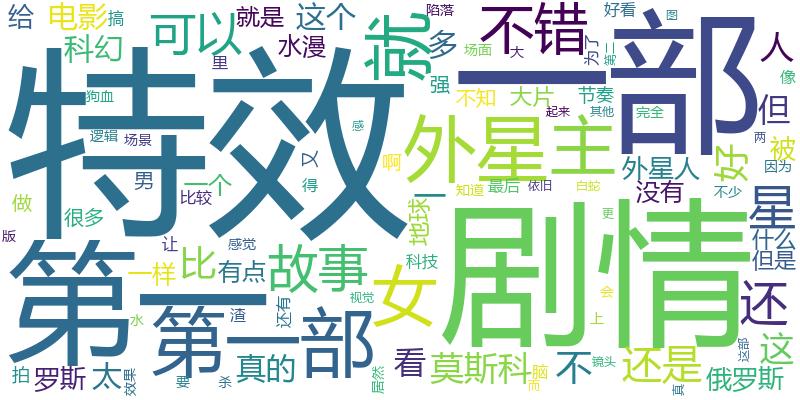 给 电影 搞 就是 这个 陷落 不错 好看 为了 第二 图
科幻 可以 水漫 就 多 场面 大 一部 人
里 强 像
狗血 特效 不知 大片 节奏 但
起来 其他 完全 两
逻辑 场景 感 外星 主 好 被
男 又 啊 外星人 因为
做 一个 得 知道 最后 依旧 白蛇 没有 不少
很多 比较 地球 一 更 星
版 让 感觉 剧情 什么
第一 比 有点 故事 科技 但是
一样 女 会 还
水 第一部 渣 还有 视觉 上
拍 罗斯 太 真的 看 莫斯科 不 还是 这部 这
效果 要 杀 居然 脑 而 镜头 真 俄罗斯